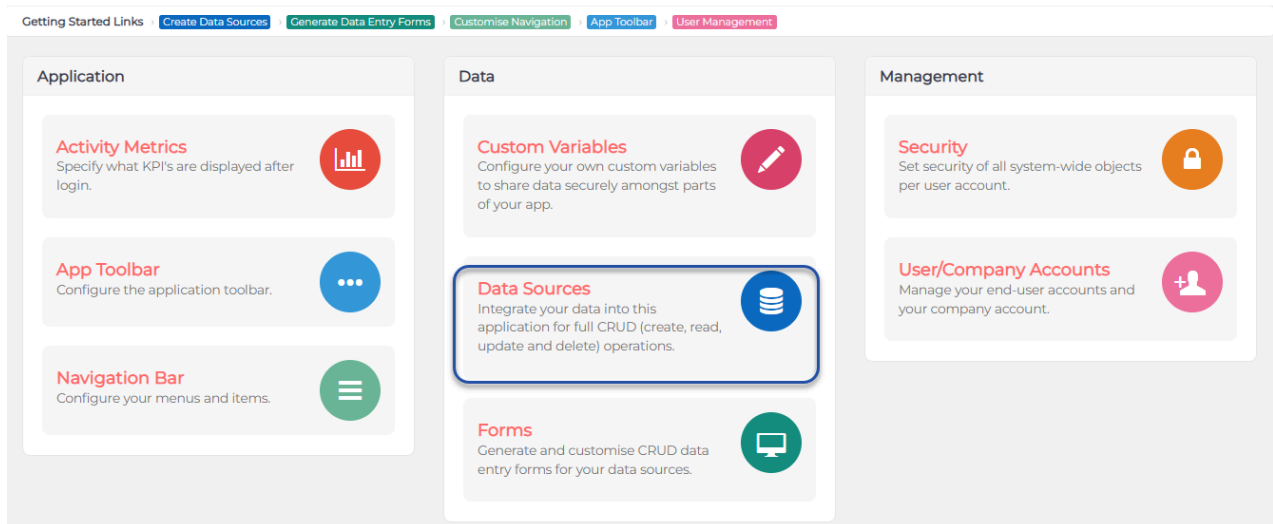 Getting Started Links › Create Data Sources › Generate Data Entry Forms › Customise Navigation › App Toolbar › User Management
Application
Activity Metrics
Specify what KPI's are displayed after
login.
App Toolbar
Configure the application toolbar.
Navigation Bar
Configure your menus and items.
Data
Custom Variables
Configure your own custom variables
to share data securely amongst parts
of your app.
Data Sources
Integrate your data into this
application for full CRUD (create, read,
update and delete) operations.
Forms
Generate and customise CRUD data
entry forms for your data sources.
Management
Security
Set security of all system-wide objects
per user account.
User/Company Accounts
Manage your end-user accounts and
your company account.